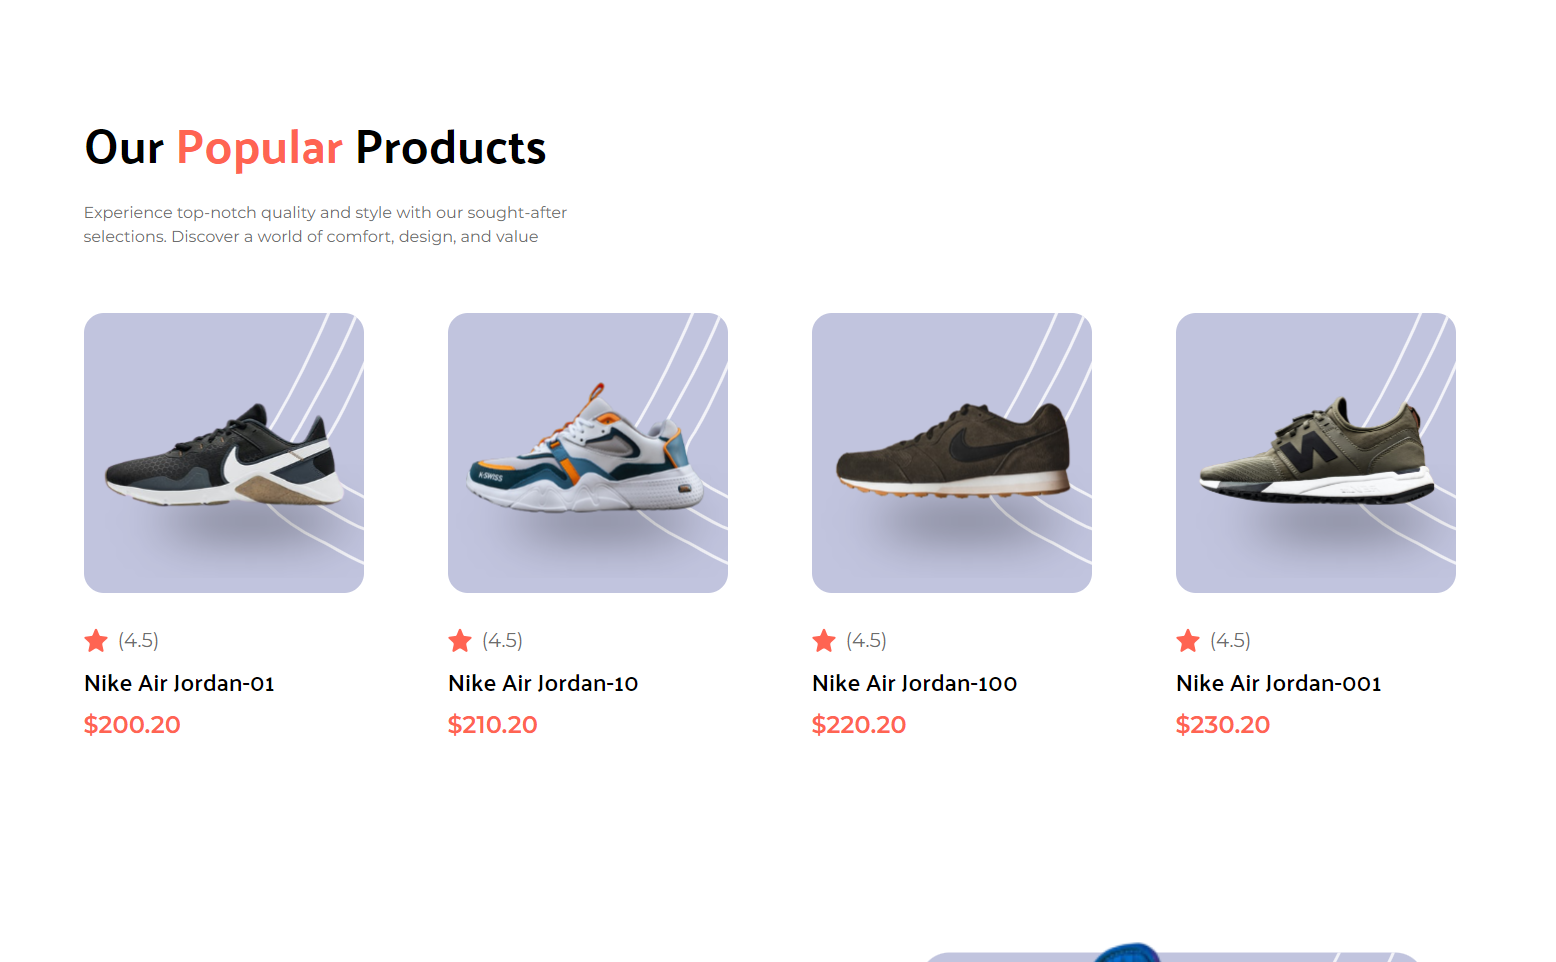 Our Popular Products
Experience top-notch quality and style with our sought-after
selections. Discover a world of comfort, design, and value
K·SWISS
(4.5)
Nike Air Jordan-01
$200.20
(4.5)
Nike Air Jordan-10
$210.20
(4.5)
Nike Air Jordan-100
$220.20
(4.5)
Nike Air Jordan-001
$230.20